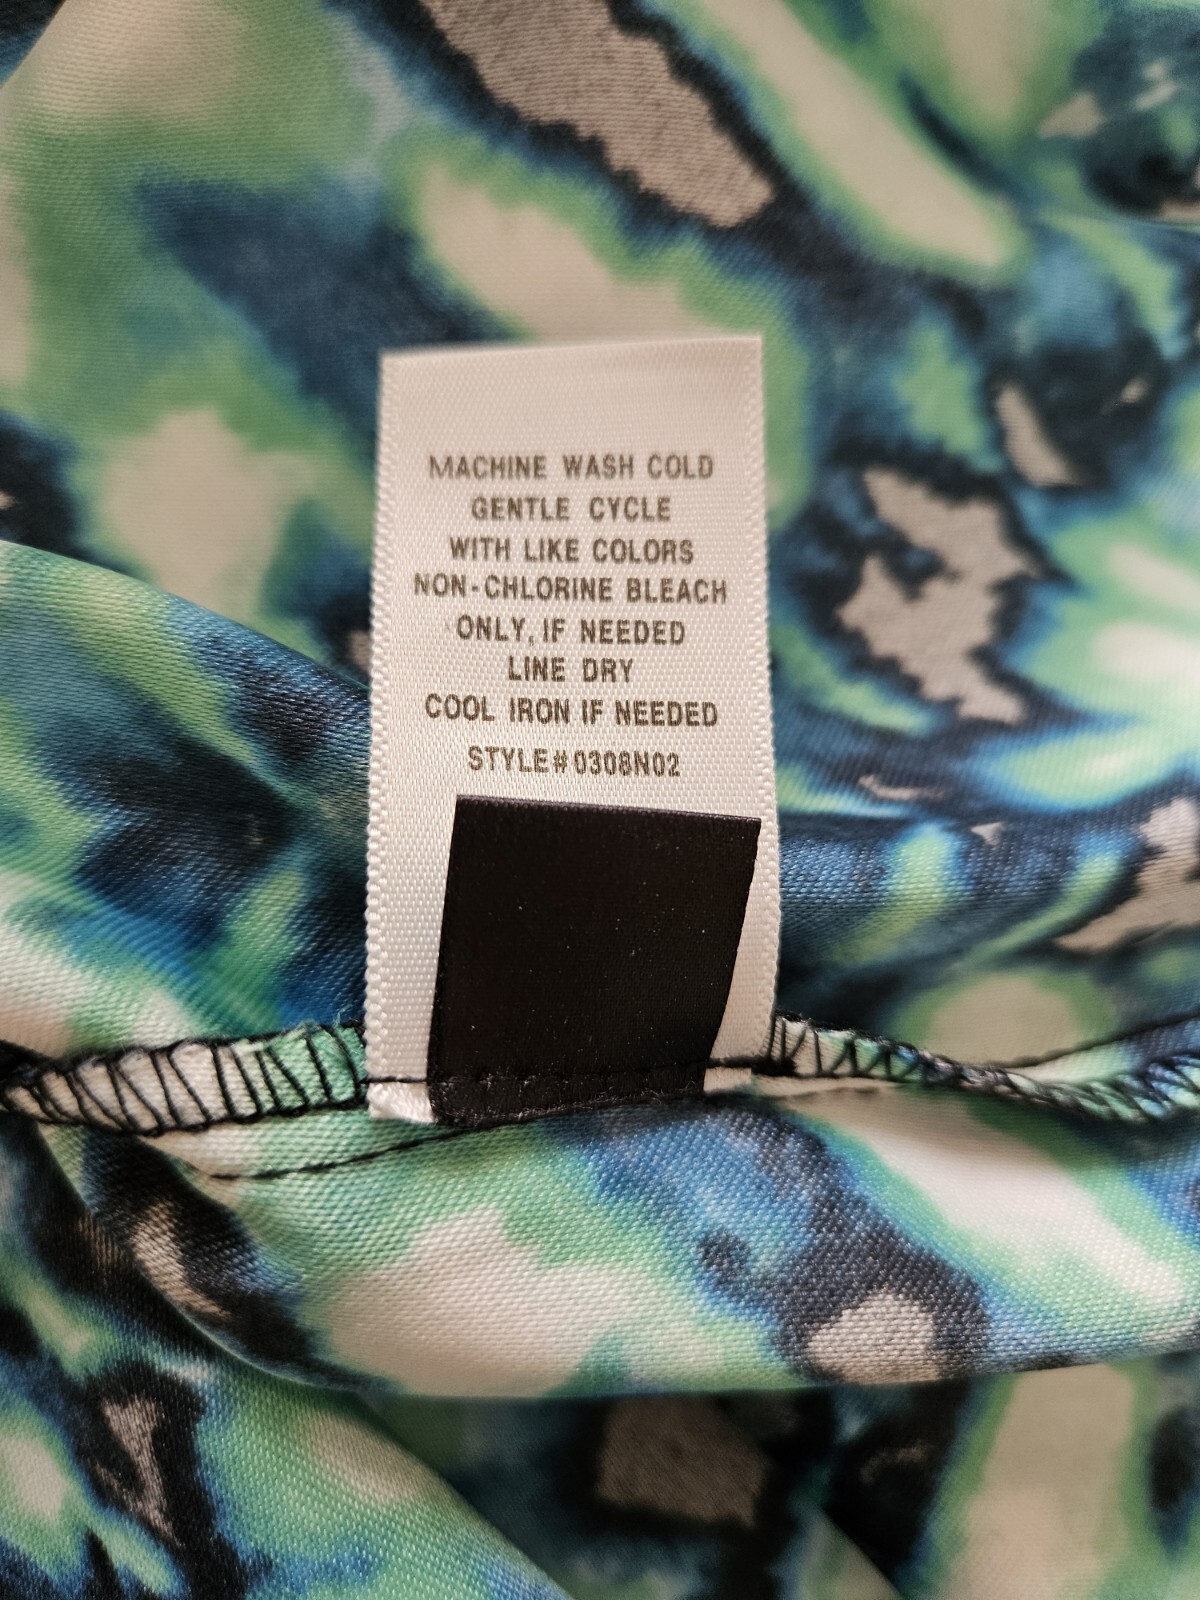 MACHINE WASH COLD
GENTLE CYCLE
WITH LIKE COLORS
NON-CHLORINE BLEACH
ONLY, IF NEEDED
LINE DRY
COOL IRON IF NEEDED
STYLE#0308N02